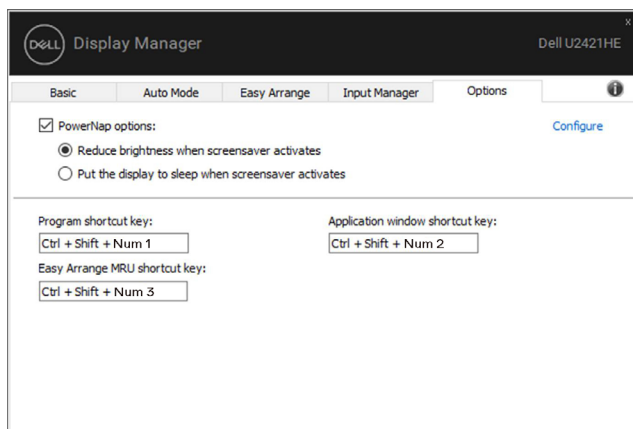 x
DELL Display Manager Dell U2421HE
Basic Auto Mode Easy Arrange Input Manager Options i
PowerNap options: Configure
Reduce brightness when screensaver activates
Put the display to sleep when screensaver activates
Program shortcut key: Application window shortcut key:
Ctrl + Shift + Num 1 Ctrl + Shift + Num 2
Easy Arrange MRU shortcut key:
Ctrl + Shift + Num 3